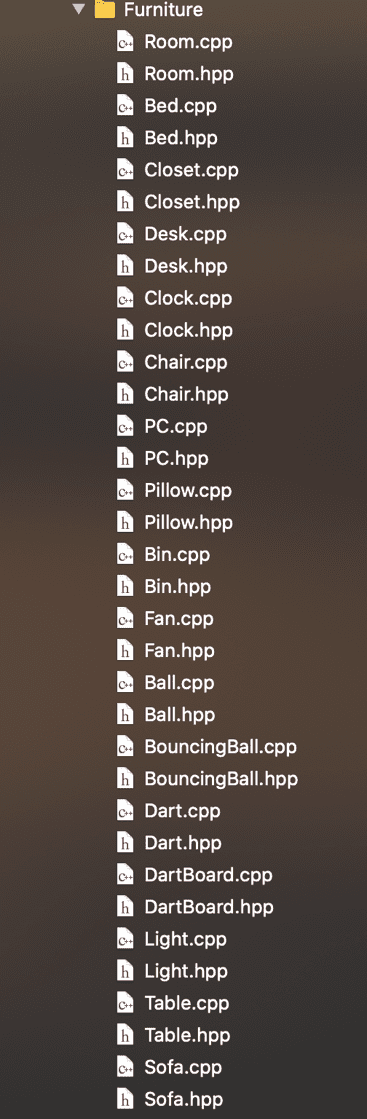 Furniture
Room.cpp
Room.hpp
Bed.cpp
Bed.hpp
Closet.cpp
Closet.hpp
Desk.cpp
Desk.hpp
Clock.cpp
Clock.hpp
Chair.cpp
Chair.hpp
PC.cpp
PC.hpp
Pillow.cpp
Pillow.hpp
Bin.cpp
Bin.hpp
Fan.cpp
Fan.hpp
Ball.cpp
Ball.hpp
BouncingBall.cpp
BouncingBall.hpp
Dart.cpp
Dart.hpp
DartBoard.cpp
DartBoard.hpp
Light.cpp
Light.hpp
Table.cpp
Table.hpp
Sofa.cpp
Sofa.hpp